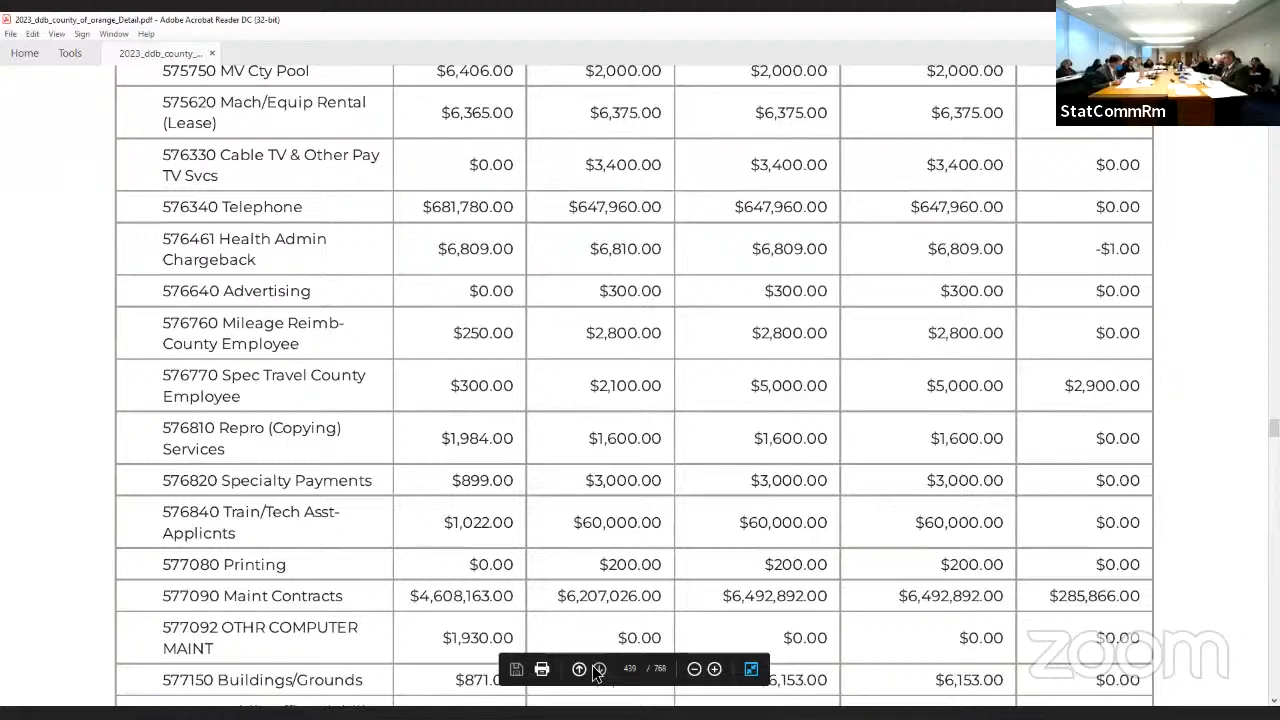 2023_ddb_county_of_orange_Detail.pdf - Adobe Acrobat Reader DC (32-bit)
File Edit View Sign Window Help
Home Tools 2023_ddb_county_... ×
StatCommRm
575750 MV Cty Pool $6,406.00 $2,000.00 $2,000.00 $2,000.00
575620 Mach/Equip Rental
(Lease) $6,365.00 $6,375.00 $6,375.00 $6,375.00
576330 Cable TV & Other Pay
TV Svcs $0.00 $3,400.00 $3,400.00 $3,400.00 $0.00
576340 Telephone $681,780.00 $647,960.00 $647,960.00 $647,960.00 $0.00
576461 Health Admin
Chargeback $6,809.00 $6,810.00 $6,809.00 $6,809.00 -$1.00
576640 Advertising $0.00 $300.00 $300.00 $300.00 $0.00
576760 Mileage Reimb-
County Employee $250.00 $2,800.00 $2,800.00 $2,800.00 $0.00
576770 Spec Travel County
Employee $300.00 $2,100.00 $5,000.00 $5,000.00 $2,900.00
576810 Repro (Copying)
Services $1,984.00 $1,600.00 $1,600.00 $1,600.00 $0.00
576820 Specialty Payments $899.00 $3,000.00 $3,000.00 $3,000.00 $0.00
576840 Train/Tech Asst-
Applicnts $1,022.00 $60,000.00 $60,000.00 $60,000.00 $0.00
577080 Printing $0.00 $200.00 $200.00 $200.00 $0.00
577090 Maint Contracts $4,608,163.00 $6,207,026.00 $6,492,892.00 $6,492,892.00 $285,866.00
577092 OTHR COMPUTER
MAINT $1,930.00 $0.00 $0.00 $0.00 $0.00
zoom
439 / 768
577150 Buildings/Grounds $871.0 6,153.00 $6,153.00 $0.00